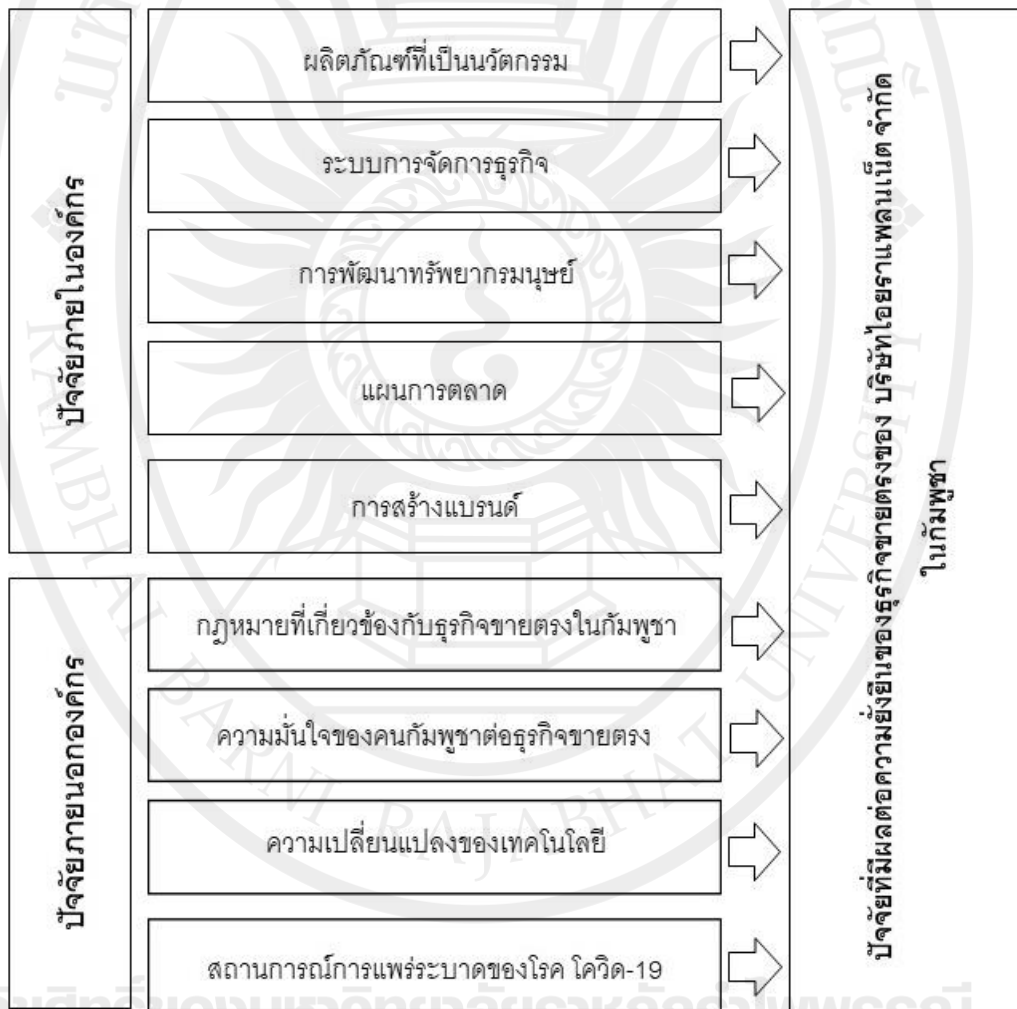 ปัจจัยภายในองค์กร
ผลิตภัณฑ์ที่เป็นนวัตกรรม
ระบบการจัดการธุรกิจ
การพัฒนาทรัพยากรมนุษย์
แผนการตลาด
การสร้างแบรนด์
ปัจจัยภายนอกองค์กร
กฎหมายที่เกี่ยวข้องกับธุรกิจขายตรงในกัมพูชา
ความมั่นใจของคนกัมพูชาต่อธุรกิจขายตรง
ความเปลี่ยนแปลงของเทคโนโลยี
สถานการณ์การแพร่ระบาดของโรค โควิด-19
ปัจจัยที่มีผลต่อความยั่งยืนของธุรกิจขายตรงของ บริษัทไอยราแพลนเน็ต จำกัด
ในกัมพูชา
RAMBHAI BARNI RAJABHAT UNIVERSITY